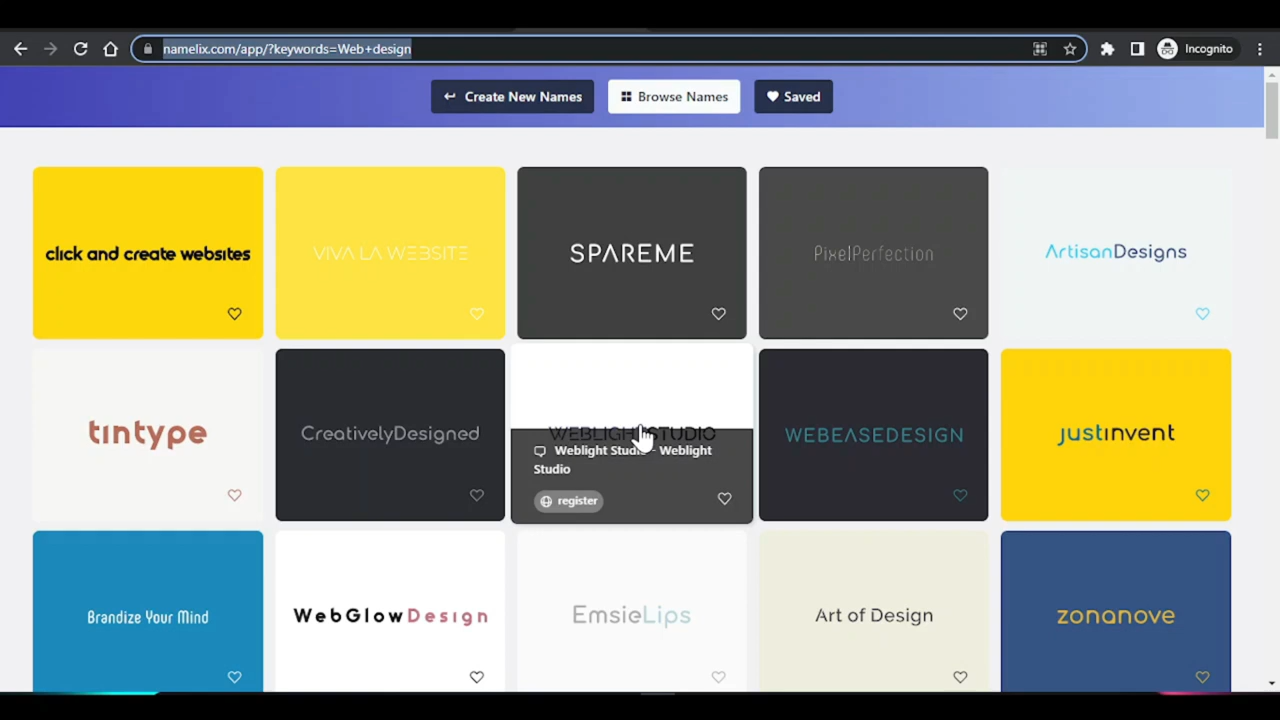 namelix.com/app/?keywords=Web+design
Incognito
Create New Names
Browse Names
Saved
click and create websites
VIVA LA WEBSITE
SPAREME
PixelPerfection
ArtisanDesigns
tintype
CreativelyDesigned
WEBLIGHTSTUDIO
Weblight Studio - Weblight
Studio
register
WEBEASEDESIGN
justinvent
Brandize Your Mind
WebGlowDesign
EmsieLips
Art of Design
zonanove